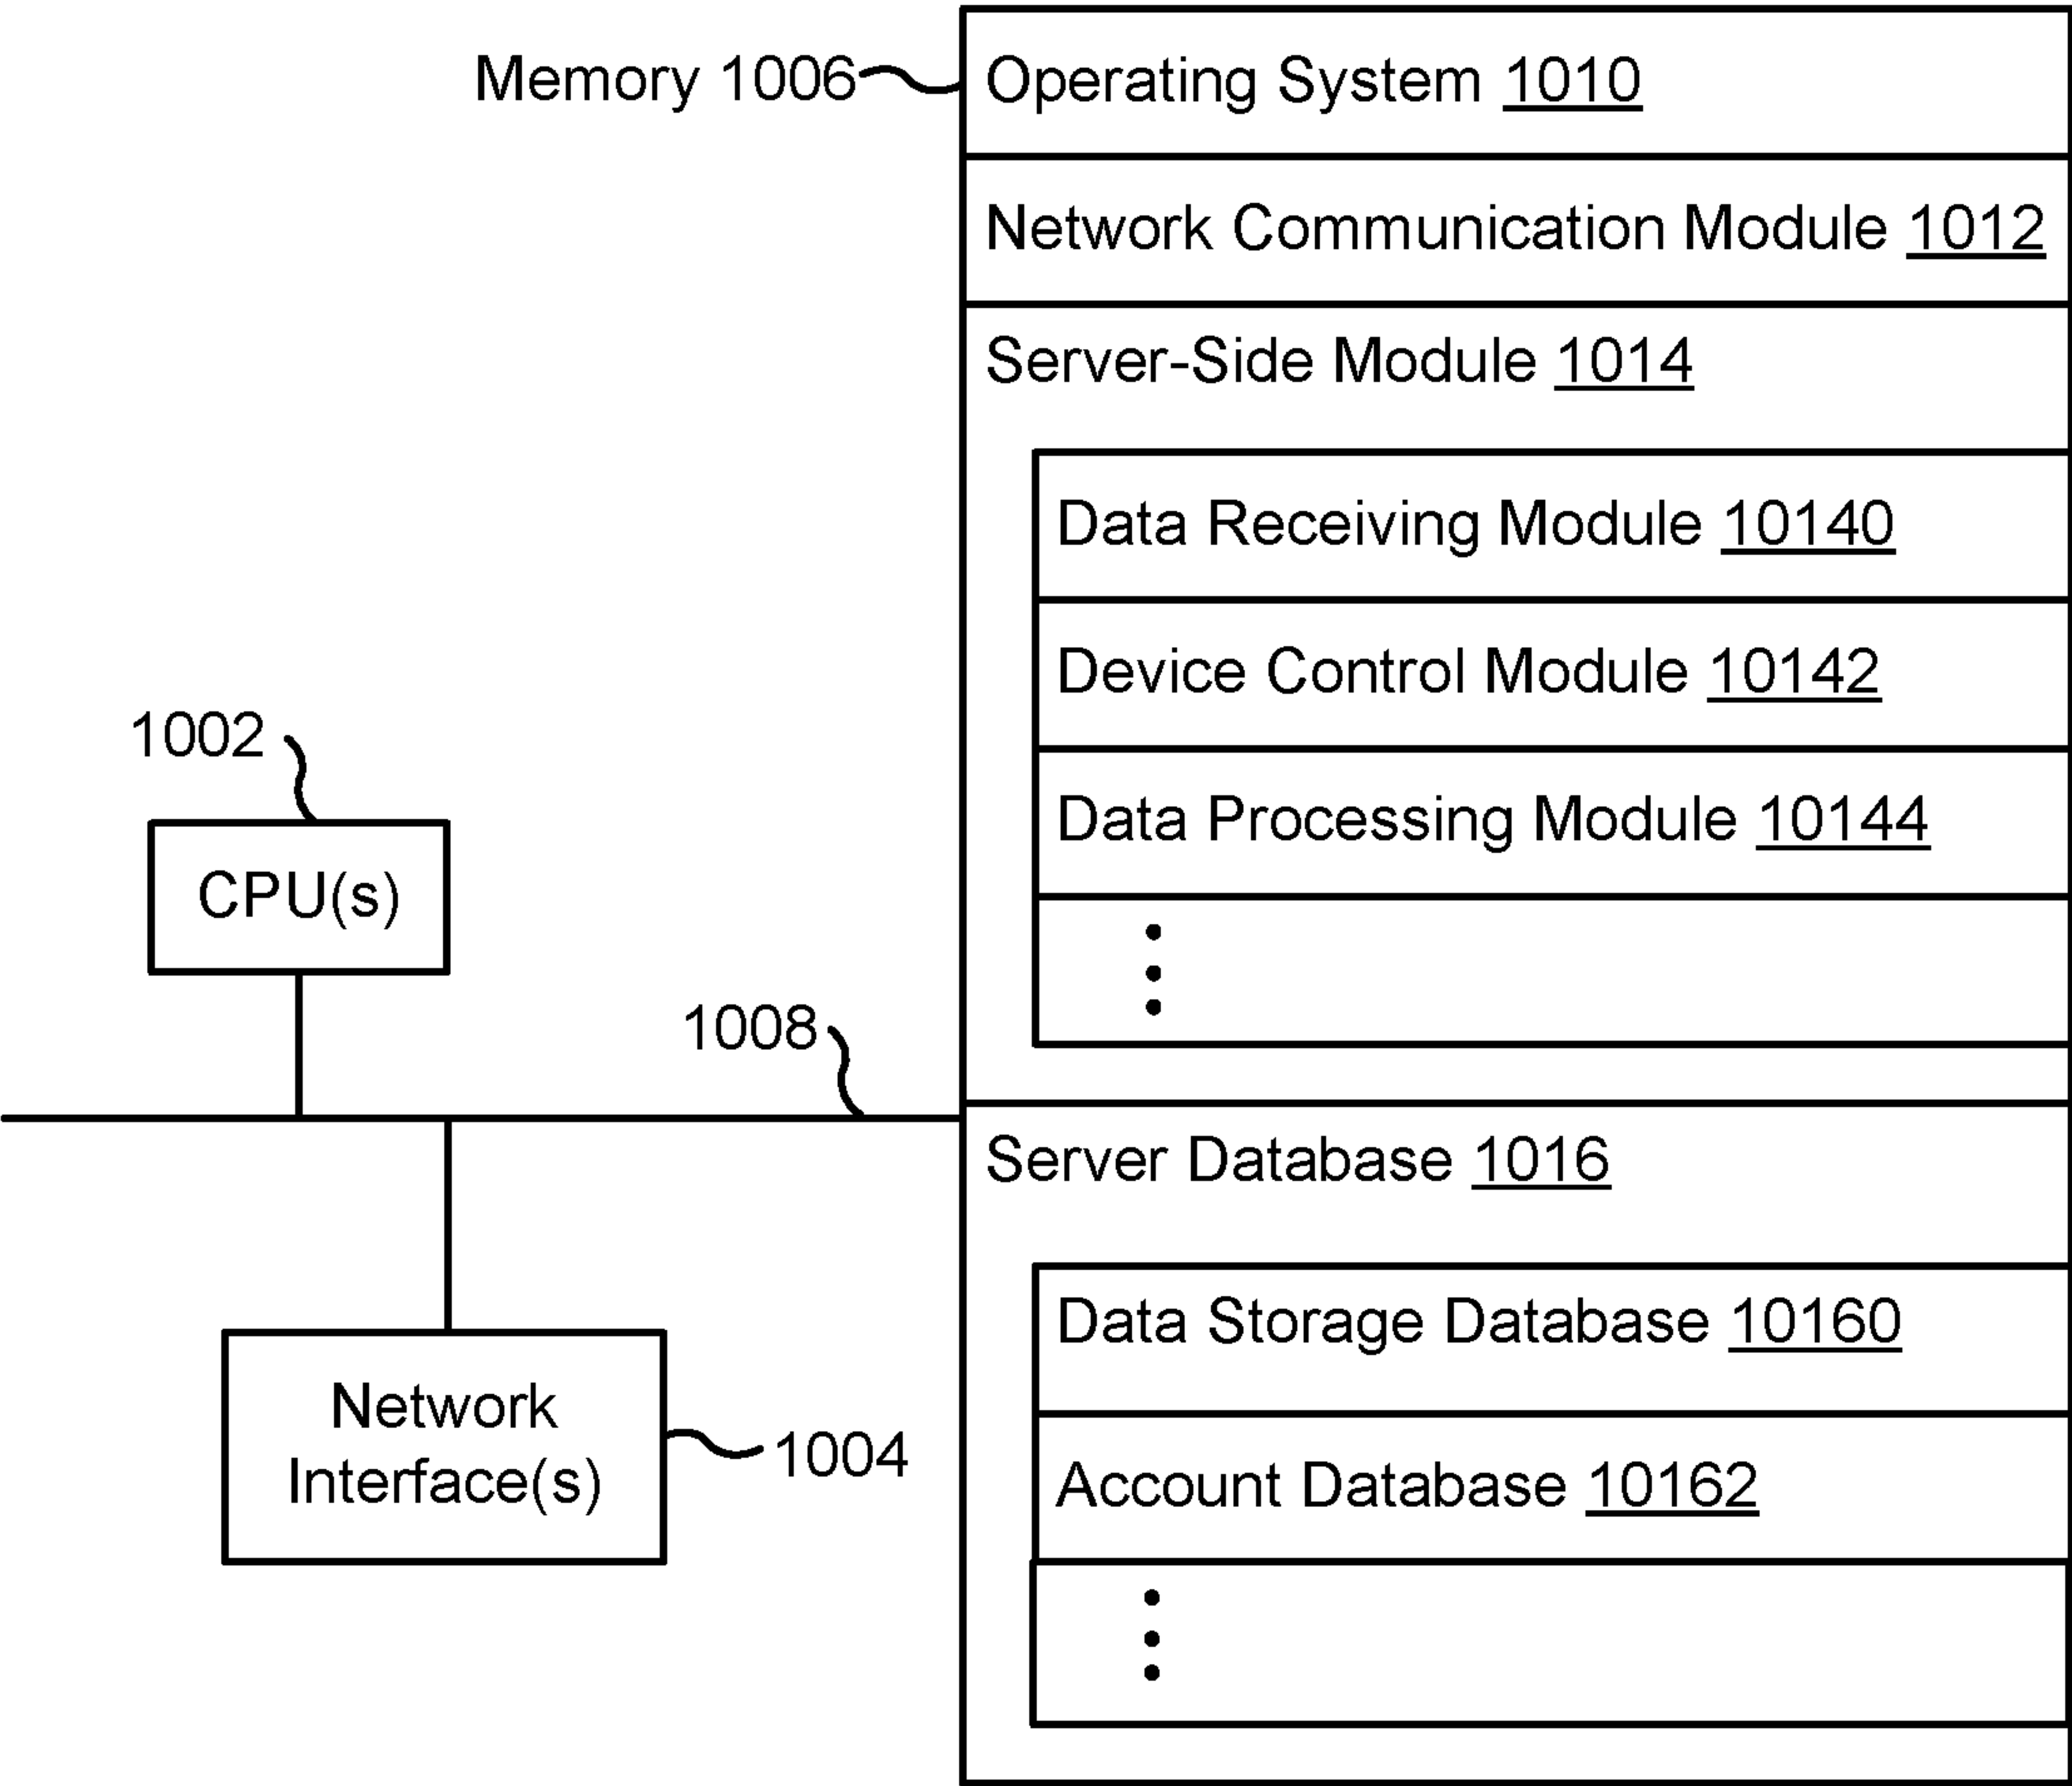 Memory 1006
Operating System 1010
Network Communication Module 1012
Server-Side Module 1014
Data Receiving Module 10140
Device Control Module 10142
Data Processing Module 10144
1002
CPU(s)
1008
Server Database 1016
Data Storage Database 10160
Account Database 10162
Network
Interface(s)
1004